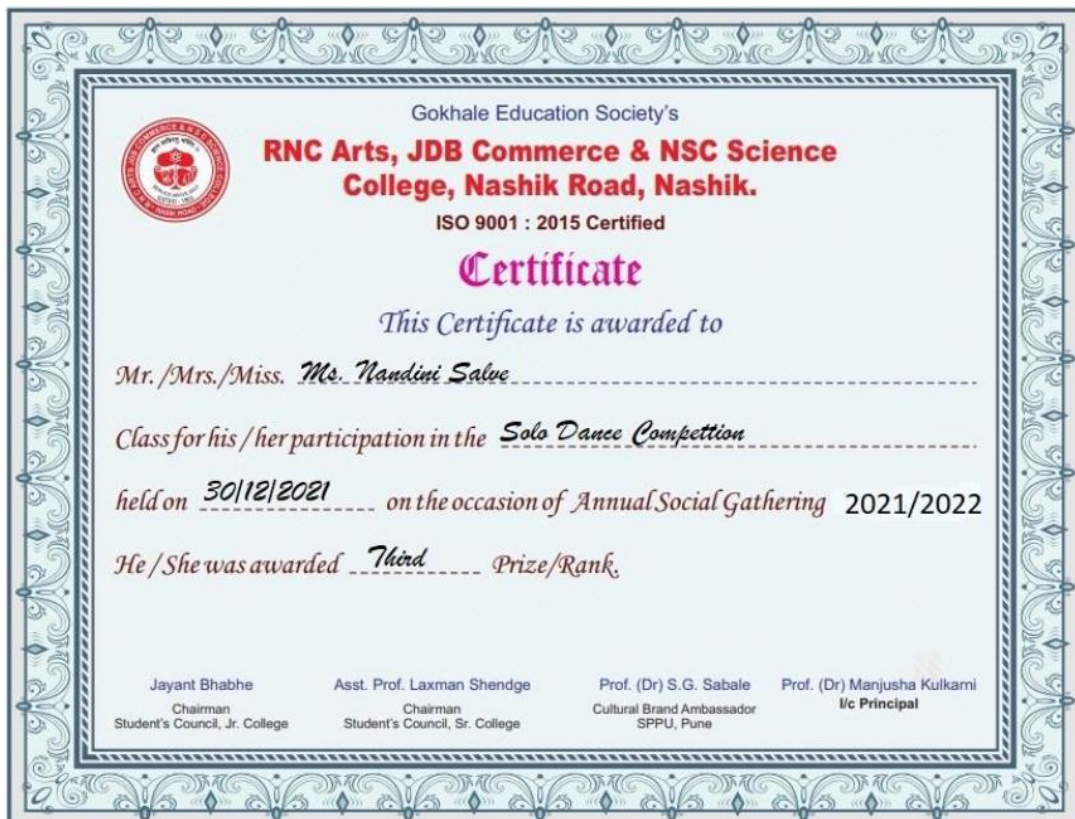 Gokhale Education Society's
RNC Arts, JDB Commerce & NSC Science
College, Nashik Road, Nashik.
ISO 9001 : 2015 Certified
Certificate
This Certificate is awarded to
Mr./Mrs./Miss. Ms. Nandini Salve
Class for his / her participation in the Solo Dance Compettion
held on 30/12/2021 on the occasion of Annual Social Gathering 2021/2022
He / She was awarded Third Prize/Rank.
Jayant Bhabhe
Chairman
Student's Council, Jr. College
Asst. Prof. Laxman Shendge
Chairman
Student's Council, Sr. College
Prof. (Dr) S.G. Sabale
Cultural Brand Ambassador
SPPU, Pune
Prof. (Dr) Manjusha Kulkarni
I/c Principal